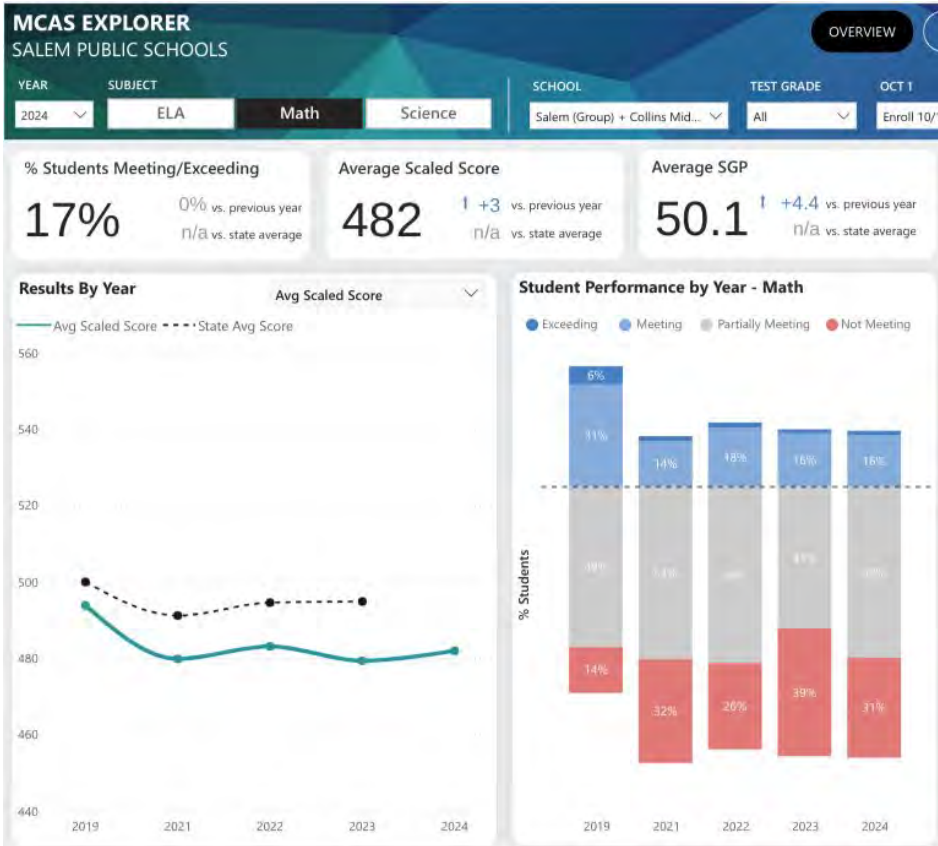 MCAS EXPLORER
SALEM PUBLIC SCHOOLS
OVERVIEW
YEAR
SUBJECT
SCHOOL
TEST GRADE
OCT 1
2024
ELA
Math
Science
Salem (Group) + Collins Mid...
All
Enroll 10/
% Students Meeting/Exceeding
17%
0% vs. previous year
n/a vs. state average
Average Scaled Score
482
+3 vs. previous year
n/a vs. state average
Average SGP
50.1
+4.4 vs. previous year
n/a vs. state average
Results By Year
Avg Scaled Score
Avg Scaled Score
State Avg Score
560
540
520
500
480
460
440
2019
2021
2022
2023
2024
Student Performance by Year - Math
Exceeding
Meeting
Partially Meeting
Not Meeting
% Students
6%
31%
14%
14%
32%
18%
26%
16%
39%
16%
31%
2019
2021
2022
2023
2024